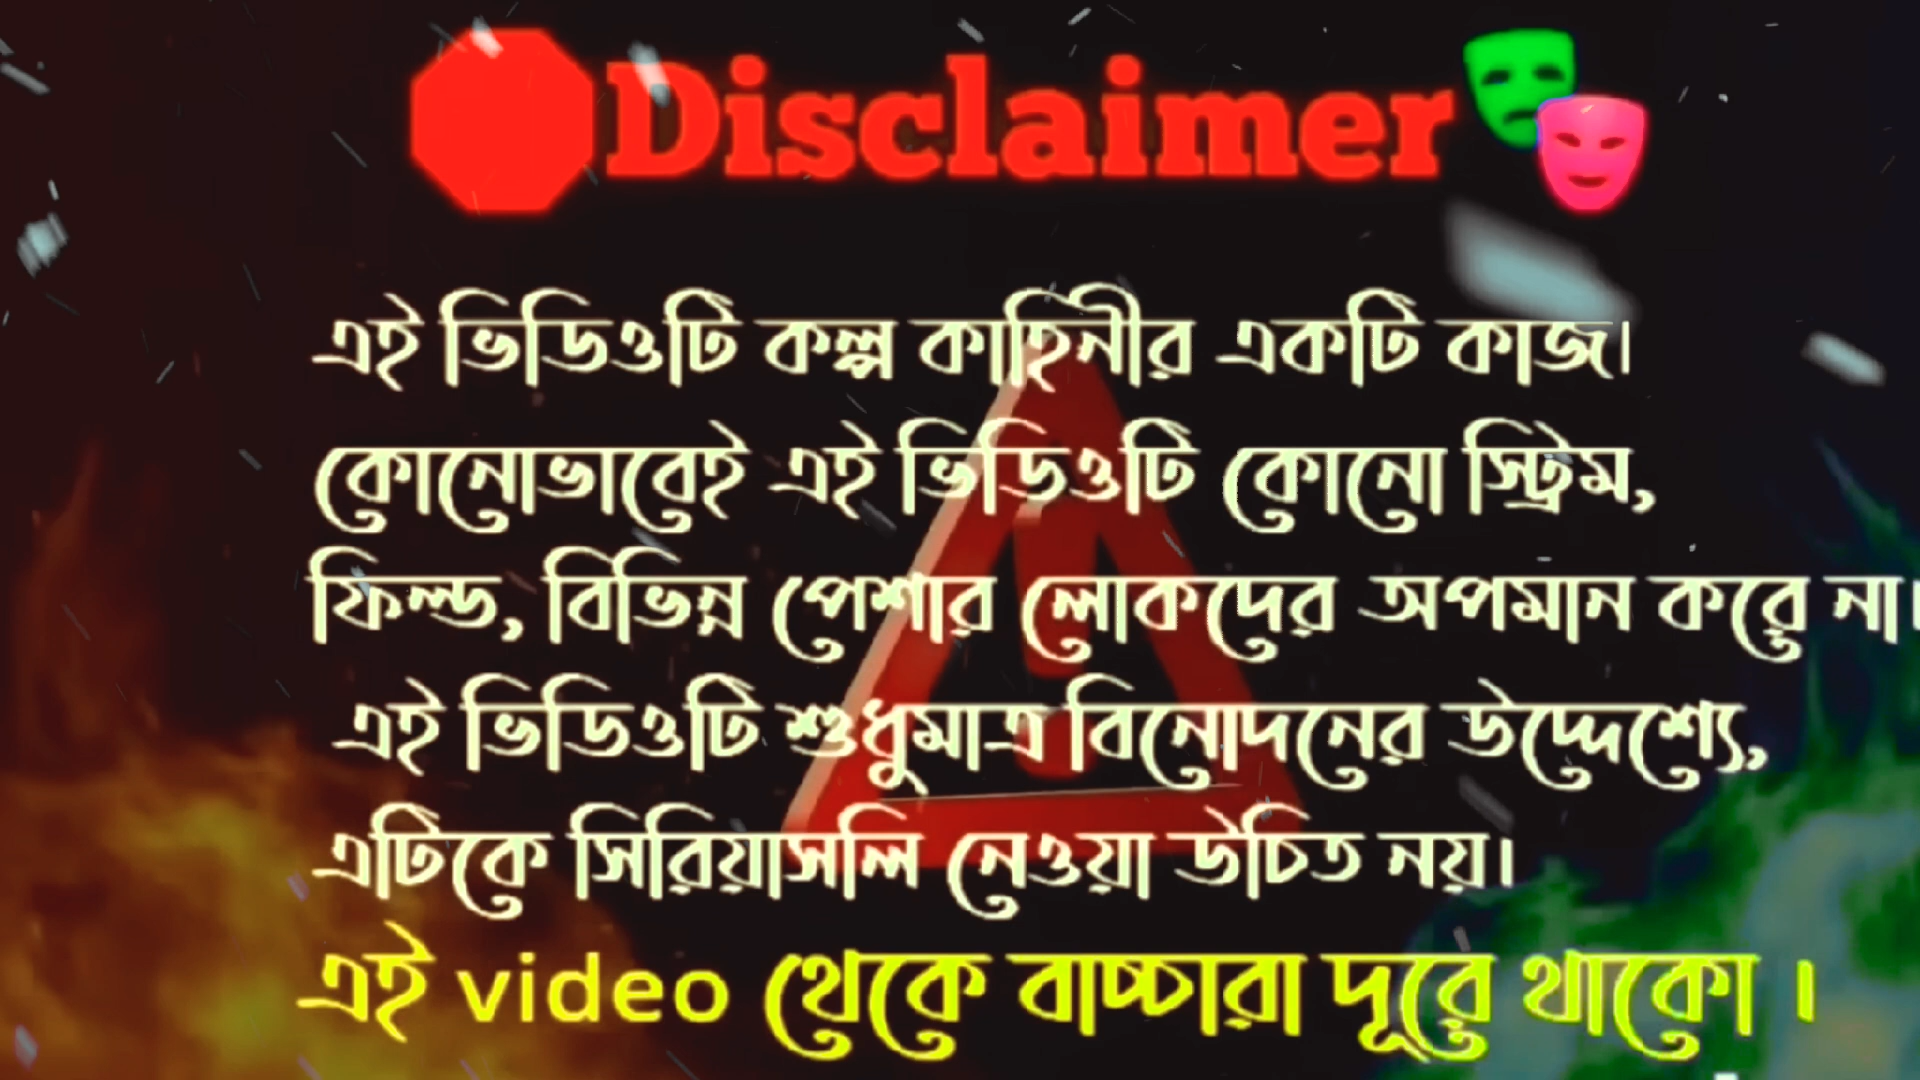 Disclaimer
এই ভিডিওটি কল্প কাহিনীর একটি কাজ।
কোনোভাবেই এই ভিডিওটি কোনো স্ট্রিম,
ফিল্ড, বিভিন্ন পেশার লোকদের অপমান করে না।
এই ভিডিওটি শুধুমাত্র বিনোদনের উদ্দেশ্যে,
এটিকে সিরিয়াসলি নেওয়া উচিত নয়।
এই video থেকে বাচ্চারা দূরে থাকো ।